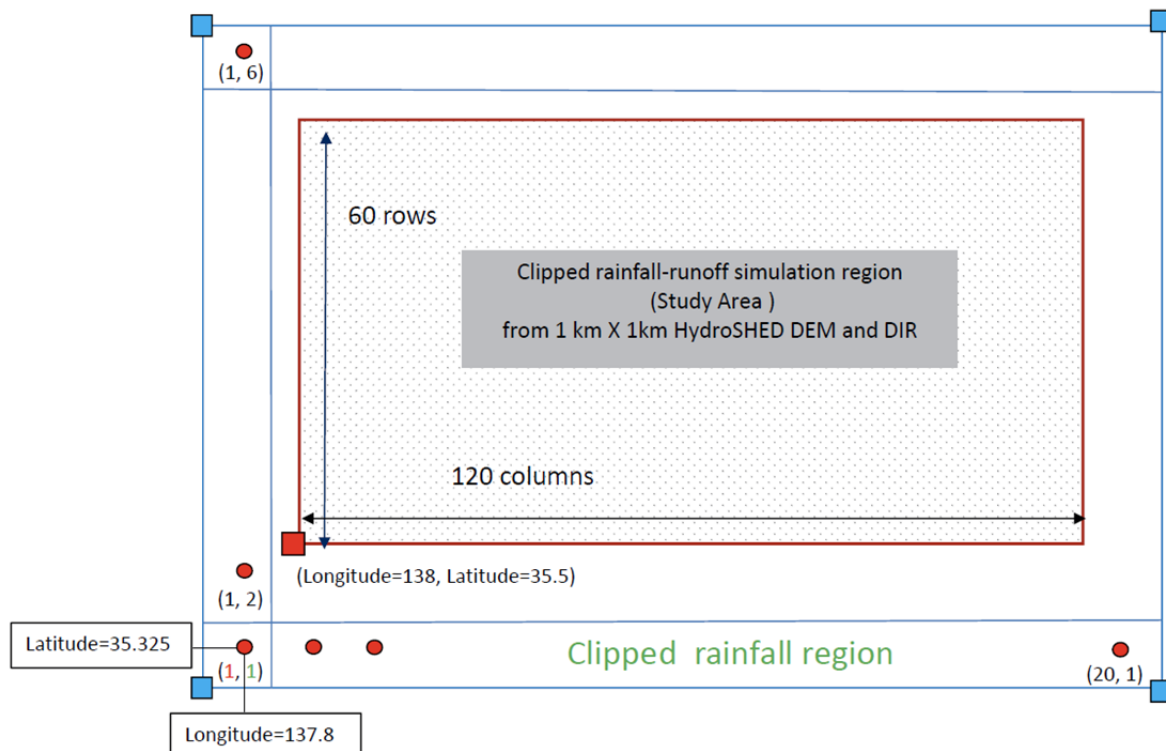 (1, 6)
60 rows
Clipped rainfall-runoff simulation region
(Study Area )
from 1 km X 1km HydroSHED DEM and DIR
120 columns
(Longitude=138, Latitude=35.5)
(1, 2)
Latitude=35.325
Clipped rainfall region
(1, 1)
(20, 1)
Longitude=137.8